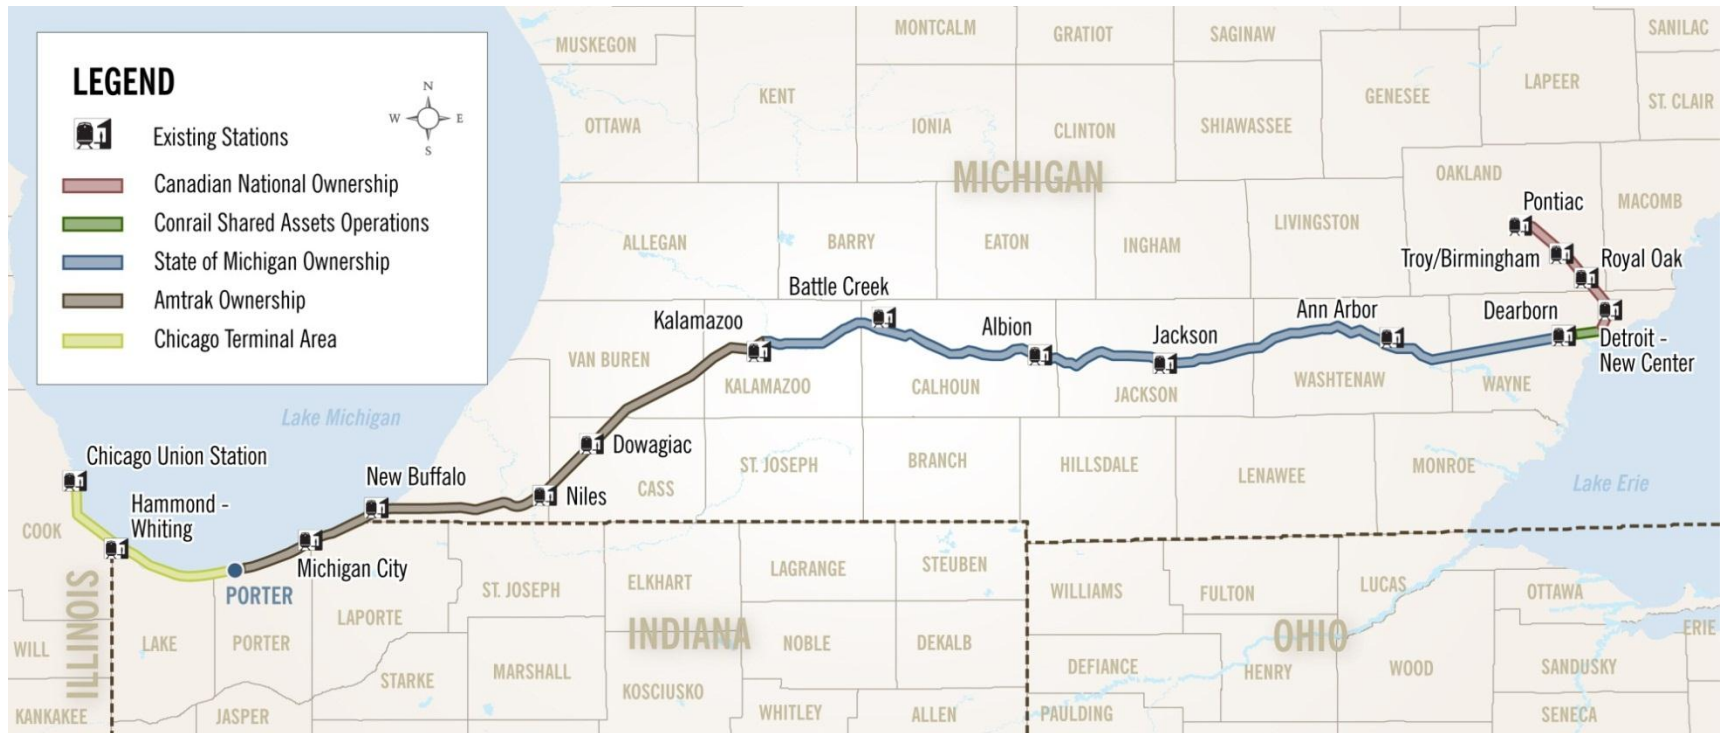 LEGEND
N
W
E
S
Existing Stations
Canadian National Ownership
Conrail Shared Assets Operations
State of Michigan Ownership
Amtrak Ownership
Chicago Terminal Area
MUSKEGON
MONTCALM
GRATIOT
SAGINAW
SANILAC
KENT
GENESEE
LAPEER
ST. CLAIR
OTTAWA
IONIA
CLINTON
SHIAWASSEE
MICHIGAN
OAKLAND
MACOMB
Pontiac
ALLEGAN
BARRY
EATON
INGHAM
LIVINGSTON
Troy/Birmingham
Royal Oak
Battle Creek
Kalamazoo
Albion
Jackson
Ann Arbor
Dearborn
Detroit -
New Center
VAN BUREN
KALAMAZOO
CALHOUN
JACKSON
WASHTENAW
WAYNE
Lake Michigan
Chicago Union Station
New Buffalo
Dowagiac
Niles
CASS
ST. JOSEPH
BRANCH
HILLSDALE
LENAWEE
MONROE
Lake Erie
Hammond -
Whiting
COOK
Michigan City
PORTER
ILLINOIS
WILL
KANKAKEE
LAKE
PORTER
JASPER
LAPORTE
STARKE
ST. JOSEPH
MARSHALL
ELKHART
INDIANA
KOSCIUSKO
LAGRANGE
NOBLE
WHITLEY
STEUBEN
DEKALB
ALLEN
WILLIAMS
DEFIANCE
PAULDING
FULTON
OHIO
HENRY
LUCAS
WOOD
OTTAWA
ERIE
SANDUSKY
SENECA